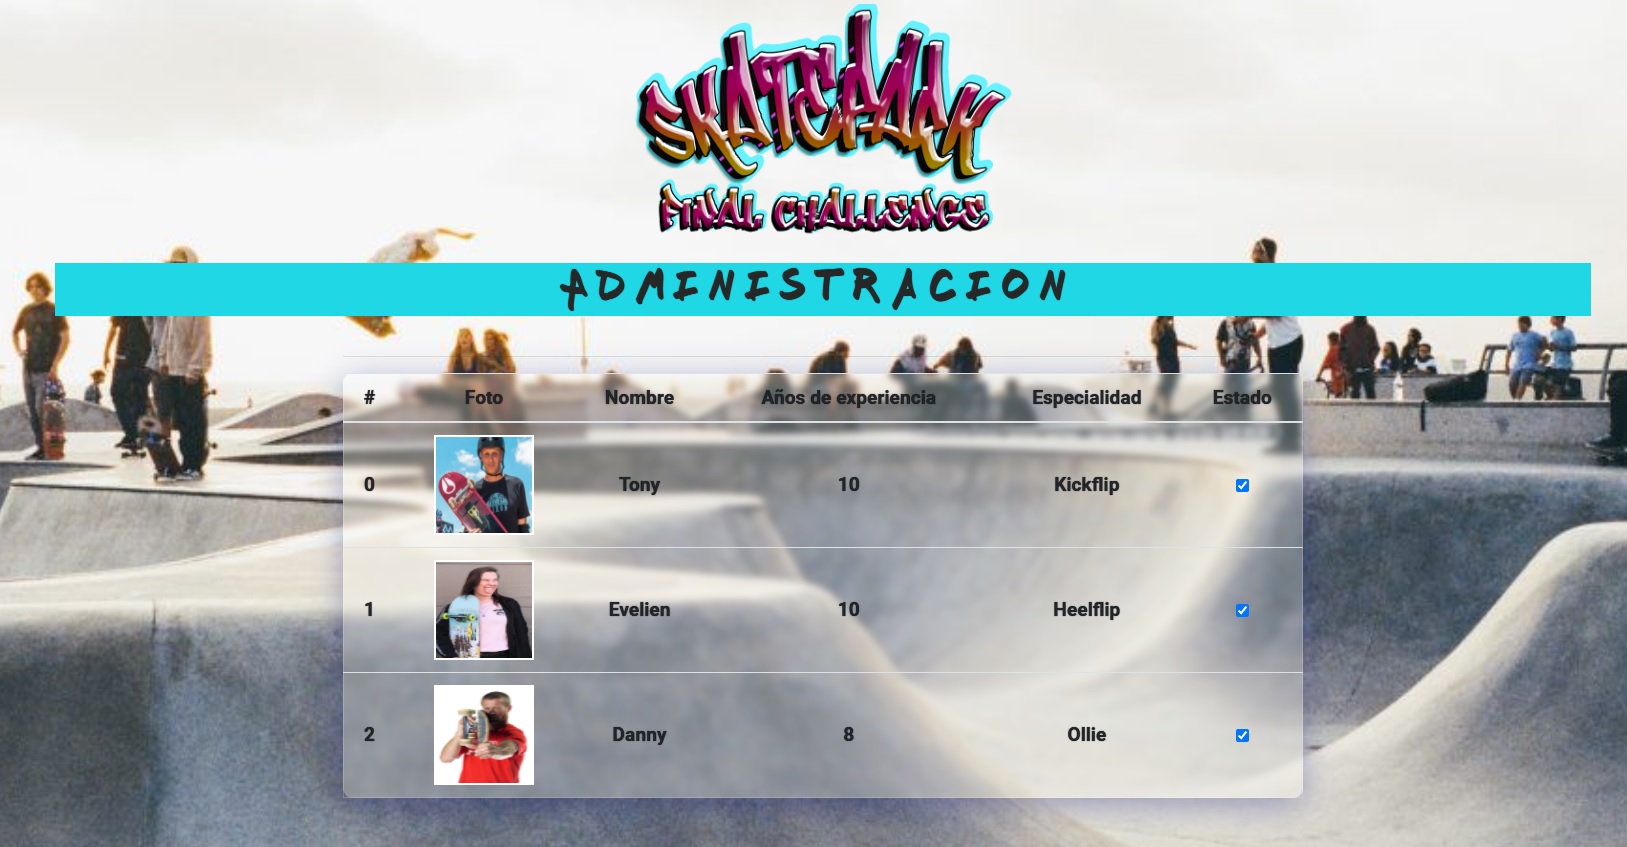 SKATEPARK
FINAL CHALLENGE
ADMINISTRACION
# Foto Nombre Años de experiencia Especialidad Estado
0 Tony 10 Kickflip
1 Evelien 10 Heelflip
2 Danny 8 Ollie